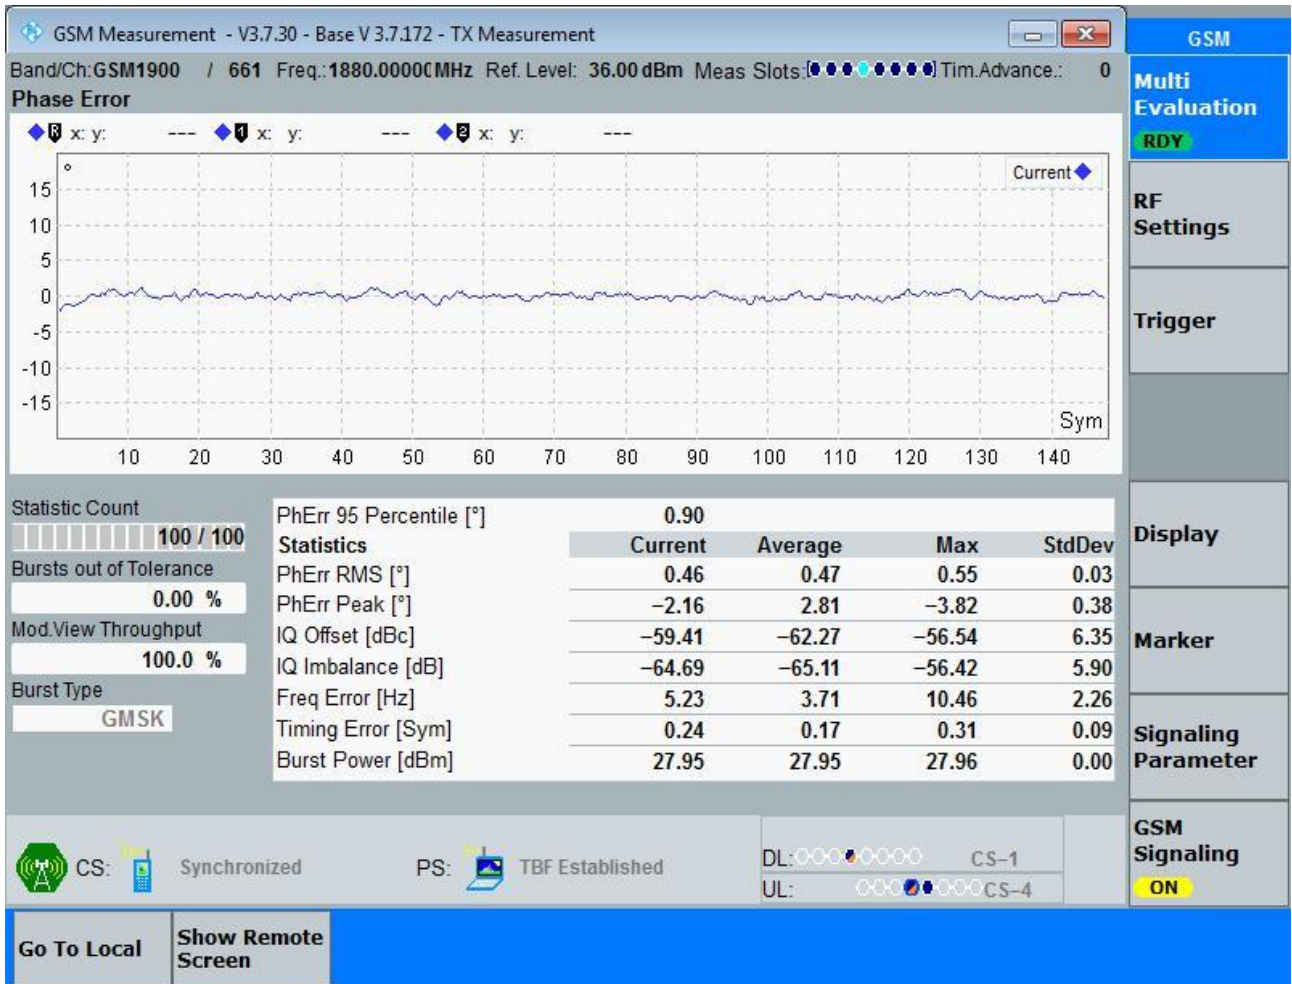 GSM Measurement - V3.7.30 - Base V 3.7.172 - TX Measurement
GSM
Band/Ch:GSM1900 / 661 Freq.:1880.00000 MHz Ref. Level: 36.00 dBm Meas Slots: Tim.Advance.: 0
Phase Error
R x: y: --- 1 x: y: --- 2 x: y: ---
°
Current
15
10
5
0
-5
-10
-15
Sym
10 20 30 40 50 60 70 80 90 100 110 120 130 140
Multi
Evaluation
RDY
RF
Settings
Trigger
Display
Marker
Signaling
Parameter
GSM
Signaling
ON
Statistic Count
100 / 100
Bursts out of Tolerance
0.00 %
Mod.View Throughput
100.0 %
Burst Type
GMSK
PhErr 95 Percentile [°] 0.90
Statistics Current Average Max StdDev
PhErr RMS [°] 0.46 0.47 0.55 0.03
PhErr Peak [°] −2.16 2.81 −3.82 0.38
IQ Offset [dBc] −59.41 −62.27 −56.54 6.35
IQ Imbalance [dB] −64.69 −65.11 −56.42 5.90
Freq Error [Hz] 5.23 3.71 10.46 2.26
Timing Error [Sym] 0.24 0.17 0.31 0.09
Burst Power [dBm] 27.95 27.95 27.96 0.00
CS: Synchronized PS: TBF Established
DL: CS−1
UL: CS−4
Go To Local
Show Remote
Screen